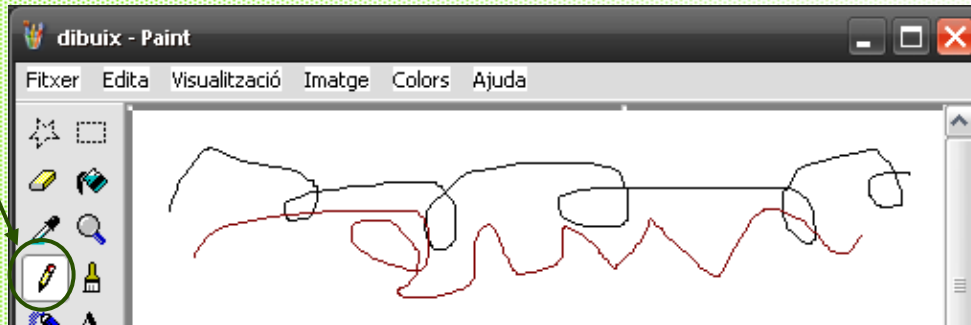 dibuix - Paint
Fitxer Edita Visualització Imatge Colors Ajuda